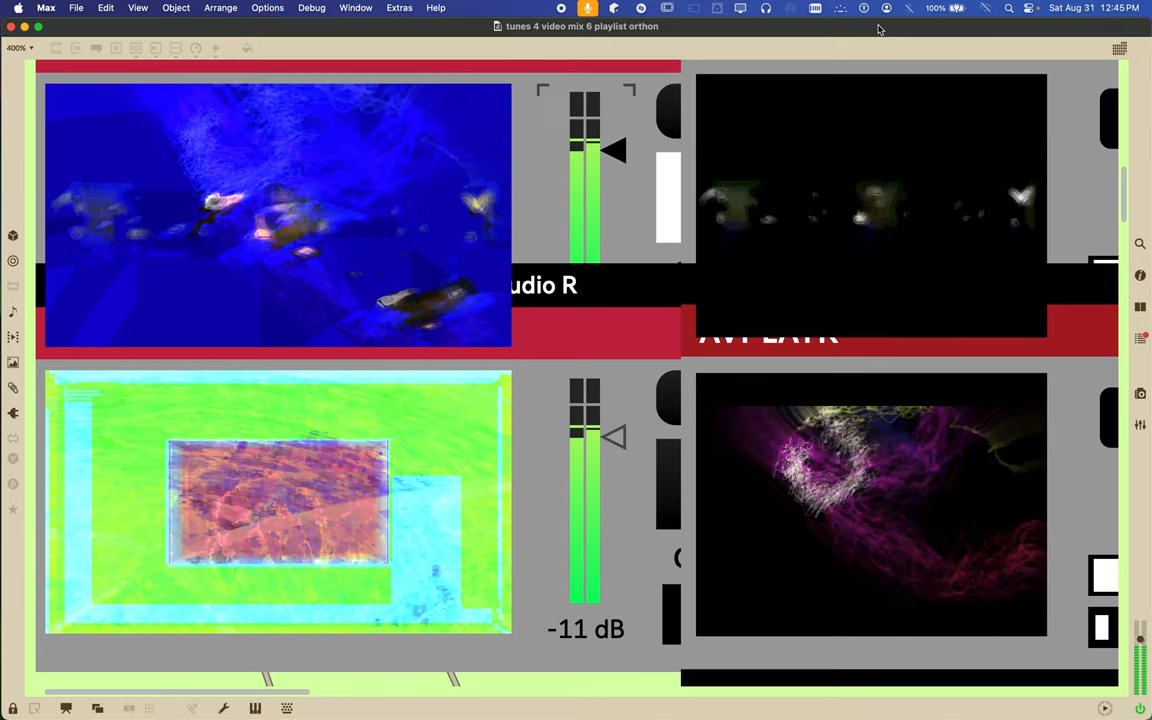 Max File Edit View Object Arrange Options Debug Window Extras Help
100% Sat Aug 31 12:45 PM
tunes 4 video mix 6 playlist orthon
400%
udio R
-11 dB